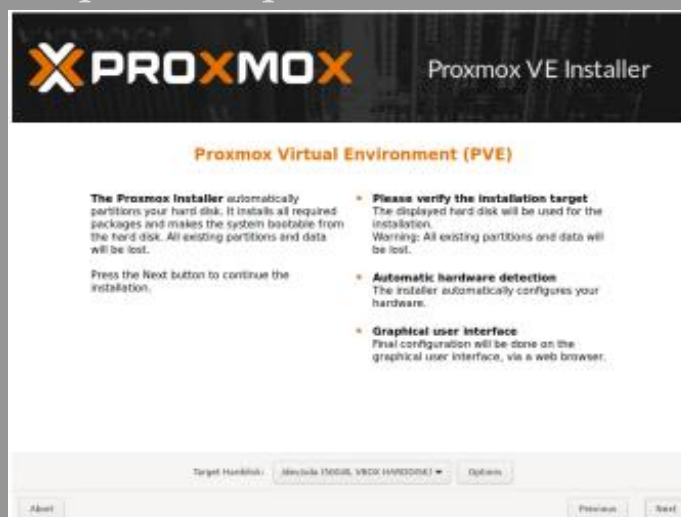 PROXMOX
Proxmox VE Installer
Proxmox Virtual Environment (PVE)
The Proxmox Installer automatically
partitions your hard disk. It installs all required
packages and makes the system bootable from
the hard disk. All existing partitions and data
will be lost.
Press the Next button to continue the
installation.
Please verify the installation target
The displayed hard disk will be used for the
installation.
Warning: All existing partitions and data will
be lost.
Automatic hardware detection
The installer automatically configures your
hardware.
Graphical user interface
Final configuration will be done on the
graphical user interface, via a web browser.
Target Harddisk: VBOX HARDDISK) Options
Abort Previous Next